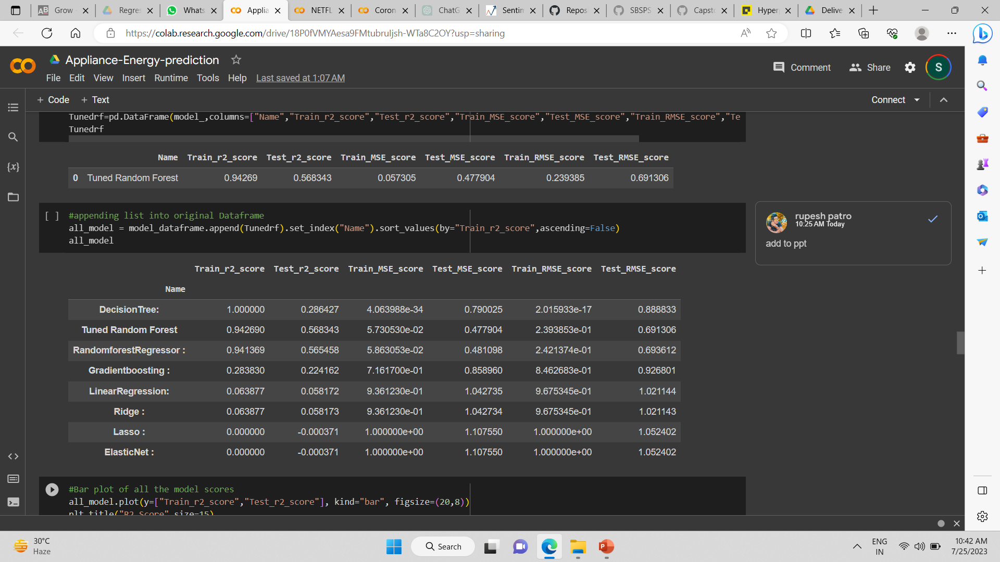 Grow
Regres
Whats
Applia
NETFL
Coron
ChatG
Sentin
Repos
SBSPS
Capsto
Hyper
Delive
https://colab.research.google.com/drive/18P0fVMYAesa9FMtubruljsh-WTa8C2OY?usp=sharing
Appliance-Energy-prediction
File Edit View Insert Runtime Tools Help Last saved at 1:07 AM
Comment Share S
+ Code + Text
Connect
Tunedrf=pd.DataFrame(model_,columns=["Name","Train_r2_score","Test_r2_score","Train_MSE_score","Test_MSE_score","Train_RMSE_score","Te
Tunedrf
Name Train_r2_score Test_r2_score Train_MSE_score Test_MSE_score Train_RMSE_score Test_RMSE_score
0 Tuned Random Forest 0.94269 0.568343 0.057305 0.477904 0.239385 0.691306
[ ] #appending list into original Dataframe
all_model = model_dataframe.append(Tunedrf).set_index("Name").sort_values(by="Train_r2_score",ascending=False)
all_model
rupesh patro
10:25 AM Today
add to ppt
Train_r2_score Test_r2_score Train_MSE_score Test_MSE_score Train_RMSE_score Test_RMSE_score
Name
DecisionTree: 1.000000 0.286427 4.063988e-34 0.790025 2.015933e-17 0.888833
Tuned Random Forest 0.942690 0.568343 5.730530e-02 0.477904 2.393853e-01 0.691306
RandomforestRegressor : 0.941369 0.565458 5.863053e-02 0.481098 2.421374e-01 0.693612
Gradientboosting : 0.283830 0.224162 7.161700e-01 0.858960 8.462683e-01 0.926801
LinearRegression: 0.063877 0.058172 9.361230e-01 1.042735 9.675345e-01 1.021144
Ridge : 0.063877 0.058173 9.361230e-01 1.042734 9.675345e-01 1.021143
Lasso : 0.000000 -0.000371 1.000000e+00 1.107550 1.000000e+00 1.052402
ElasticNet : 0.000000 -0.000371 1.000000e+00 1.107550 1.000000e+00 1.052402
#Bar plot of all the model scores
all_model.plot(y=["Train_r2_score","Test_r2_score"], kind="bar", figsize=(20,8))
plt.title("R2 Score",size=15)
30°C
Haze
Search
ENG
IN
10:42 AM
7/25/2023